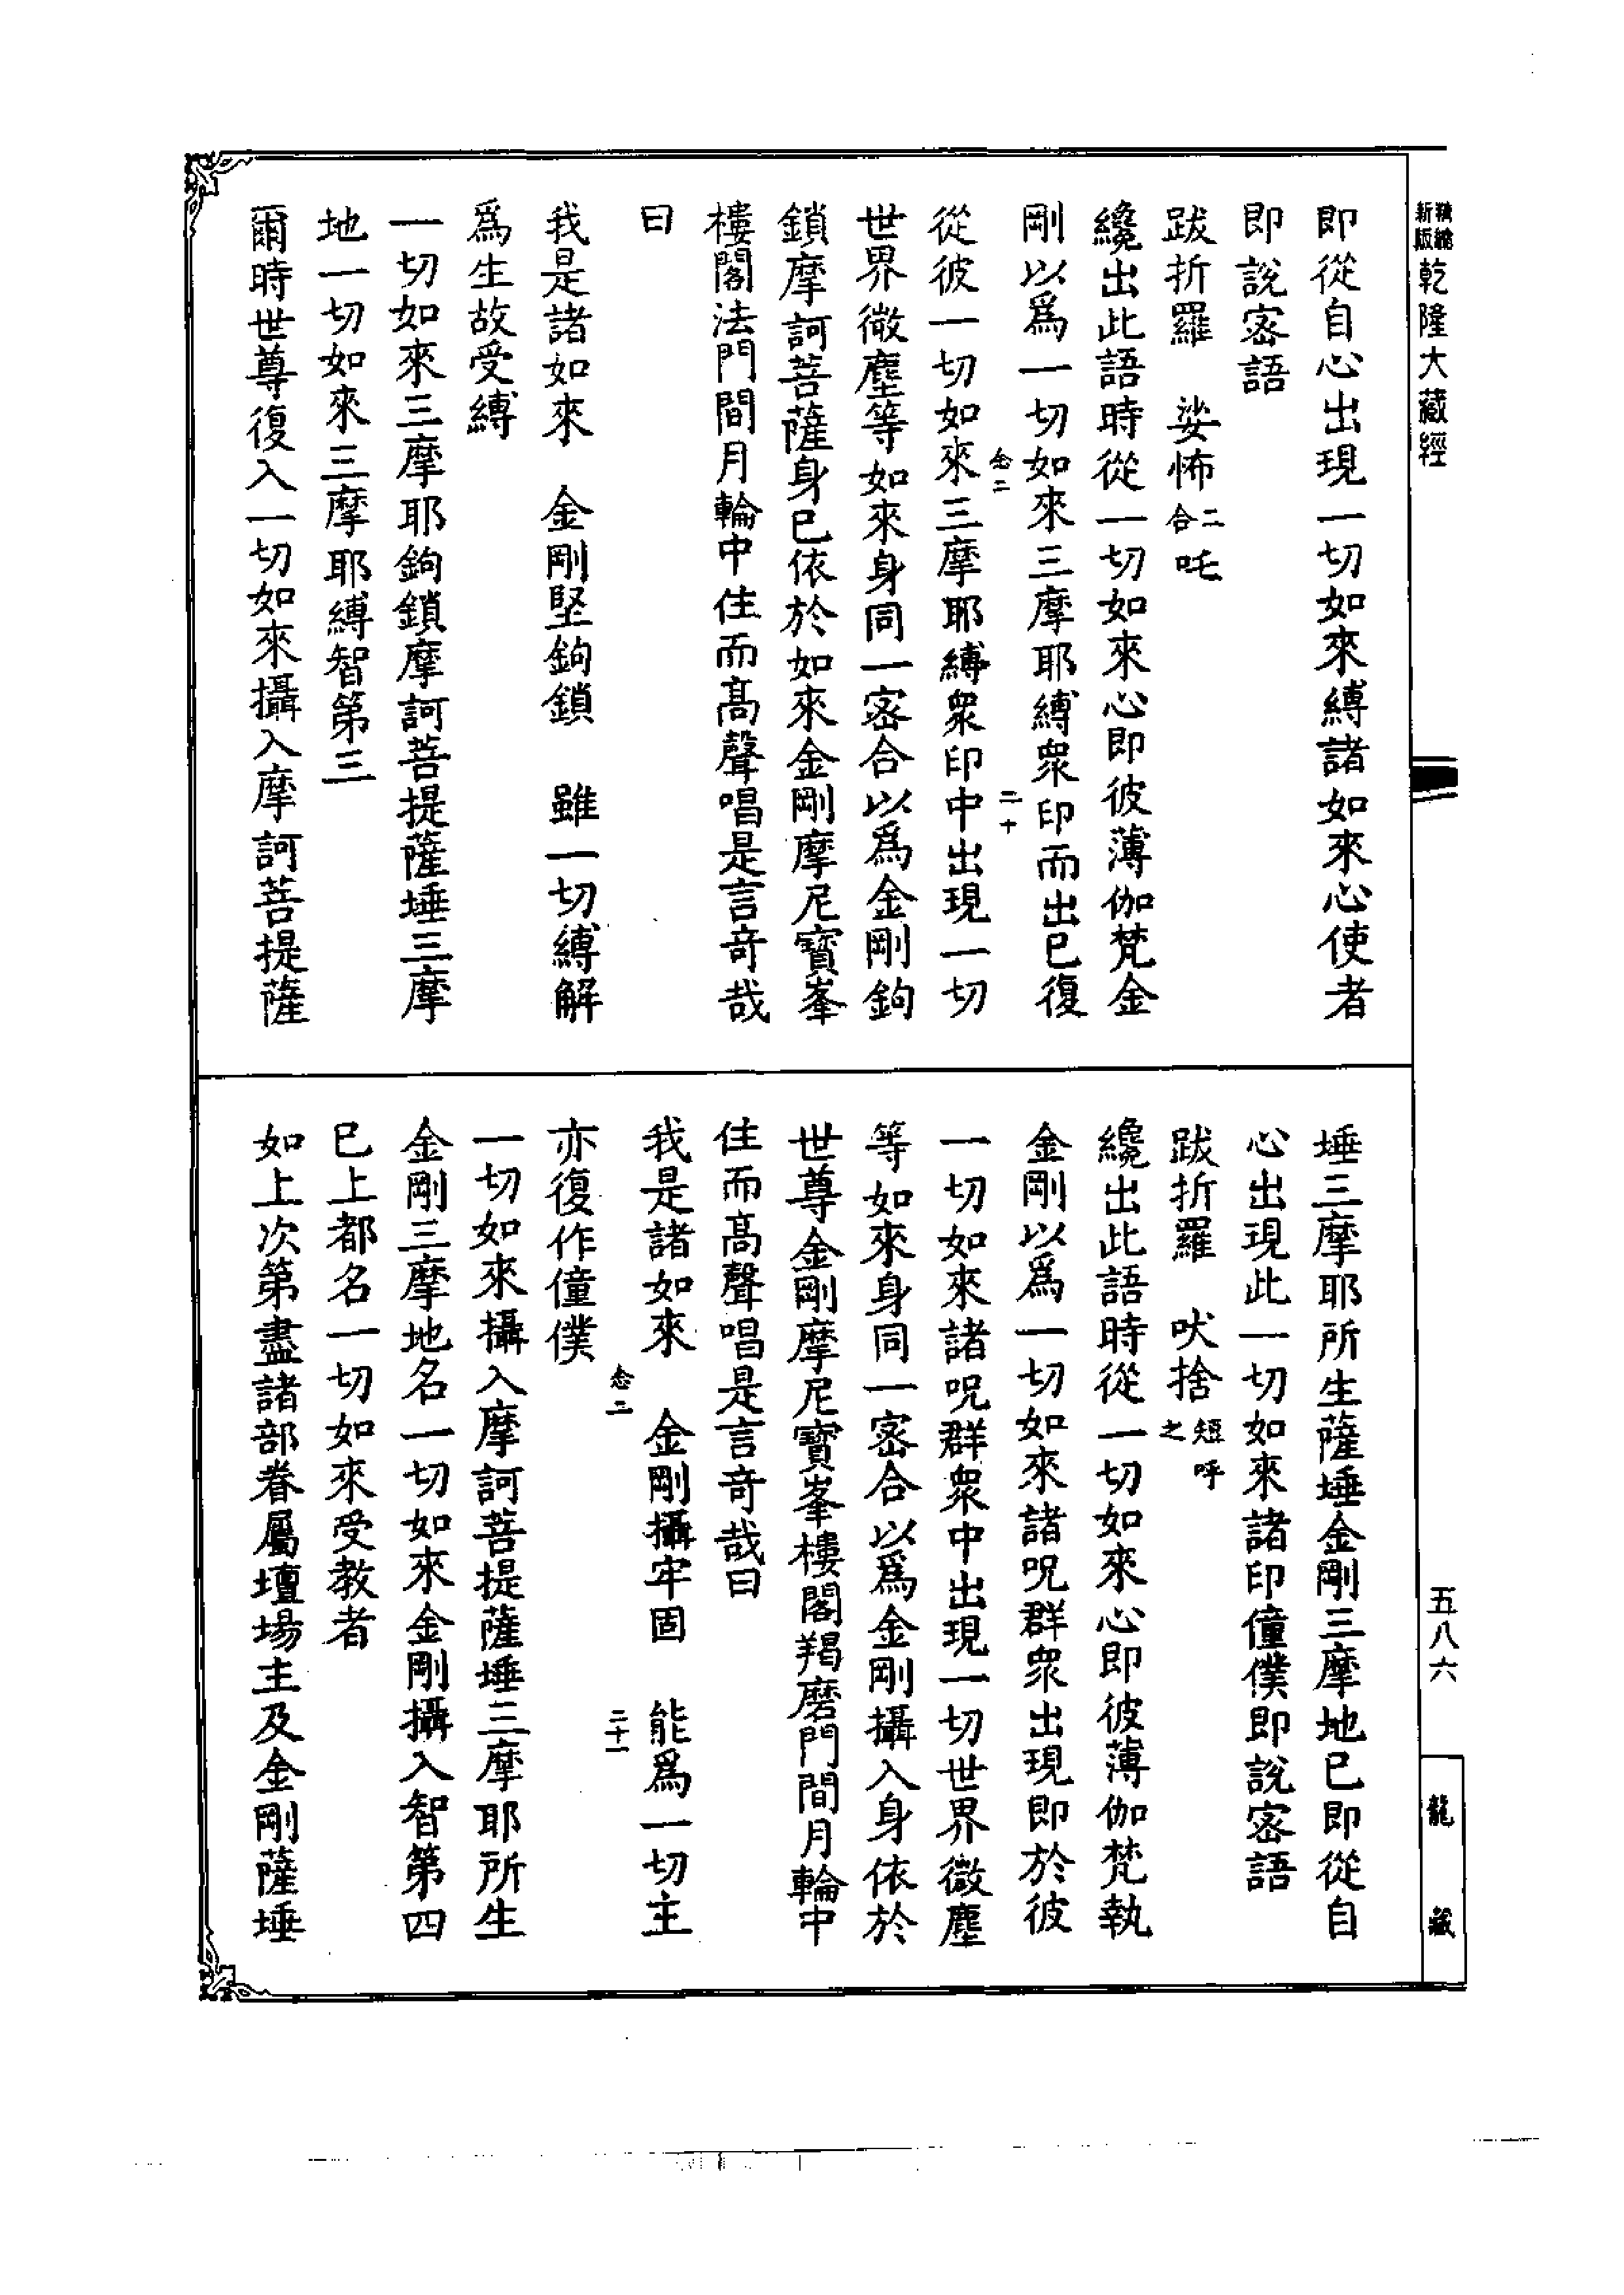 新版精縮乾隆大藏經
即從自心出現一切如來縛諸如來心使者
即說密語
跋折羅　娑怖二合吒
纔出此語時從一切如來心即彼薄伽梵金
剛以爲一切如來三摩耶縛衆印而出已復
念二　二十
從彼一切如來三摩耶縛衆印中出現一切
世界微塵等如來身同一密合以爲金剛鉤
鎖摩訶菩薩身已依於如來金剛摩尼寶峯
樓閣法門間月輪中住而高聲唱是言奇哉
曰
我是諸如來　金剛堅鉤鎖　雖一切縛解
爲生故受縛
一切如來三摩耶鉤鎖摩訶菩提薩埵三摩
地一切如來三摩耶縛智第三
爾時世尊復入一切如來攝入摩訶菩提薩
埵三摩耶所生薩埵金剛三摩地已即從自
心出現此一切如來諸印僮僕即說密語
跋折羅　吠捨短呼之
纔出此語時從一切如來心即彼薄伽梵執
金剛以爲一切如來諸呪群衆出現即於彼
一切如來諸呪群衆中出現一切世界微塵
等如來身同一密合以爲金剛攝入身依於
世尊金剛摩尼寶峯樓閣羯磨門間月輪中
住而高聲唱是言奇哉曰
我是諸如來　金剛攝牢固　能爲一切主
念二　二十一
亦復作僮僕
一切如來攝入摩訶菩提薩埵三摩耶所生
金剛三摩地名一切如來金剛攝入智第四
已上都名一切如來受教者
如上次第盡諸部眷屬壇場主及金剛薩埵
五八六
龍藏